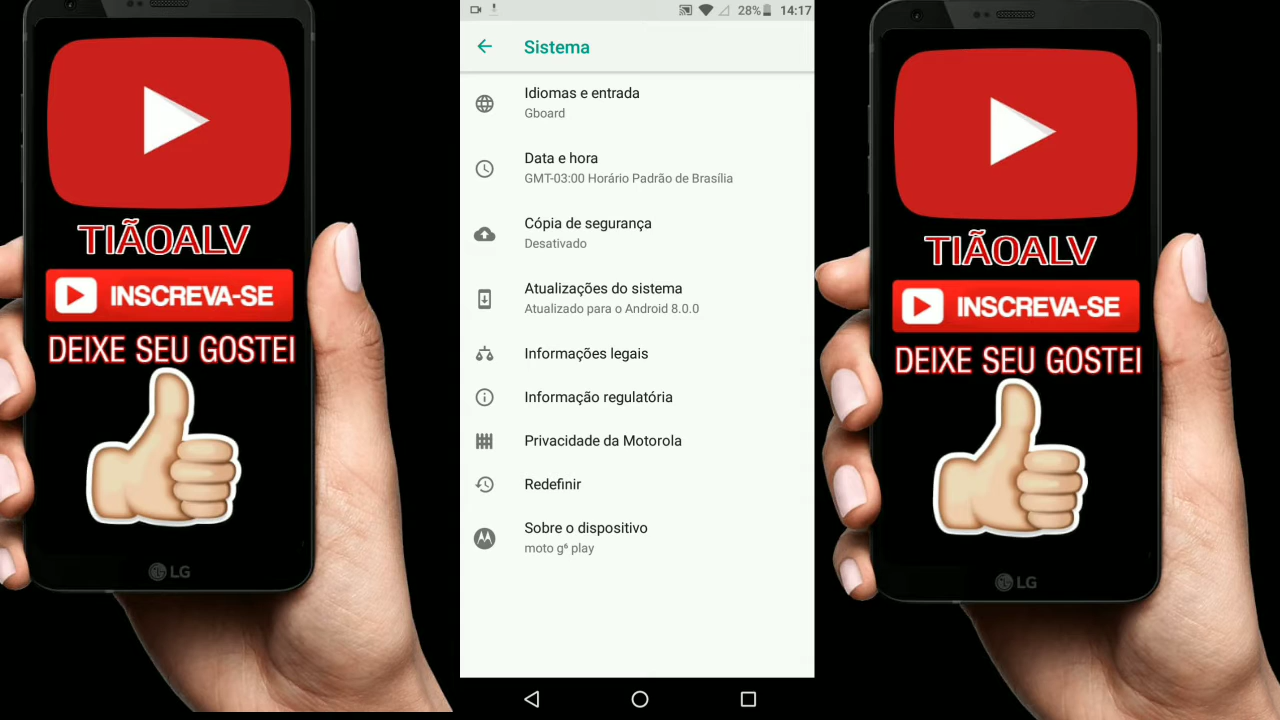 TIÃOALV
INSCREVA-SE
DEIXE SEU GOSTEI
LG
28% 14:17
Sistema
Idiomas e entrada
Gboard
Data e hora
GMT-03:00 Horário Padrão de Brasília
Cópia de segurança
Desativado
Atualizações do sistema
Atualizado para o Android 8.0.0
Informações legais
Informação regulatória
Privacidade da Motorola
Redefinir
Sobre o dispositivo
moto g⁶ play
TIÃOALV
INSCREVA-SE
DEIXE SEU GOSTEI
LG